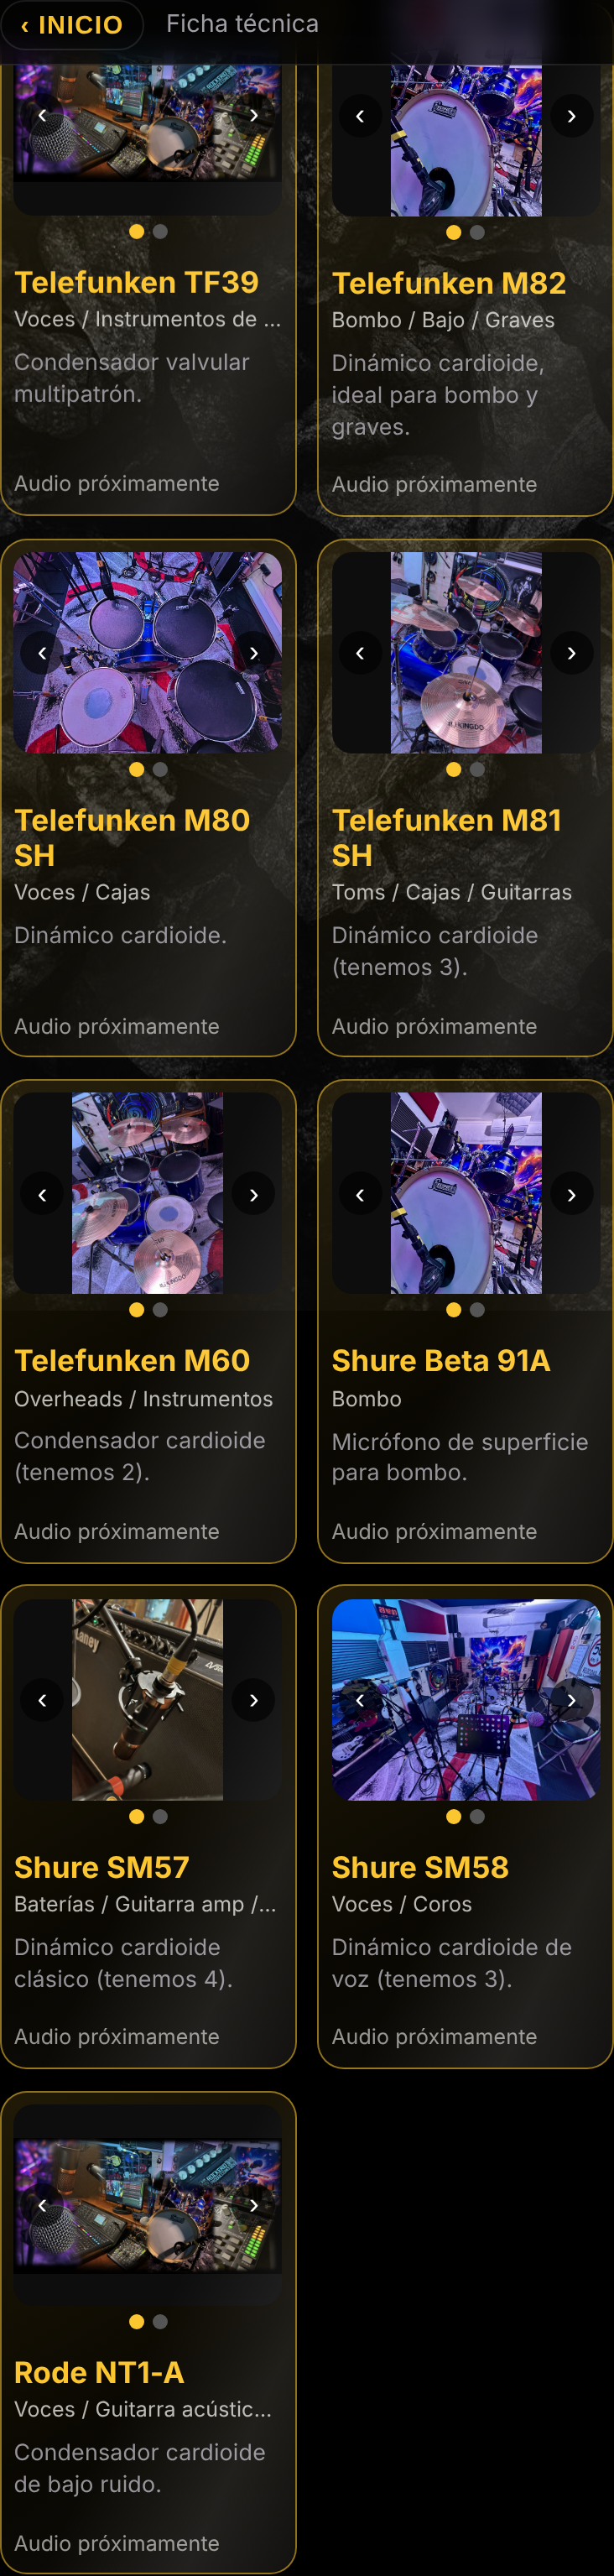 ‹ INICIO
Ficha técnica
Telefunken TF39
Voces / Instrumentos de ...
Condensador valvular
multipatrón.
Audio próximamente
Telefunken M82
Bombo / Bajo / Graves
Dinámico cardioide,
ideal para bombo y
graves.
Audio próximamente
Telefunken M80
SH
Voces / Cajas
Dinámico cardioide.
Audio próximamente
Telefunken M81
SH
Toms / Cajas / Guitarras
Dinámico cardioide
(tenemos 3).
Audio próximamente
Telefunken M60
Overheads / Instrumentos
Condensador cardioide
(tenemos 2).
Audio próximamente
Shure Beta 91A
Bombo
Micrófono de superficie
para bombo.
Audio próximamente
Laney
Shure SM57
Baterías / Guitarra amp /...
Dinámico cardioide
clásico (tenemos 4).
Audio próximamente
Shure SM58
Voces / Coros
Dinámico cardioide de
voz (tenemos 3).
Audio próximamente
Rode NT1-A
Voces / Guitarra acústic...
Condensador cardioide
de bajo ruido.
Audio próximamente